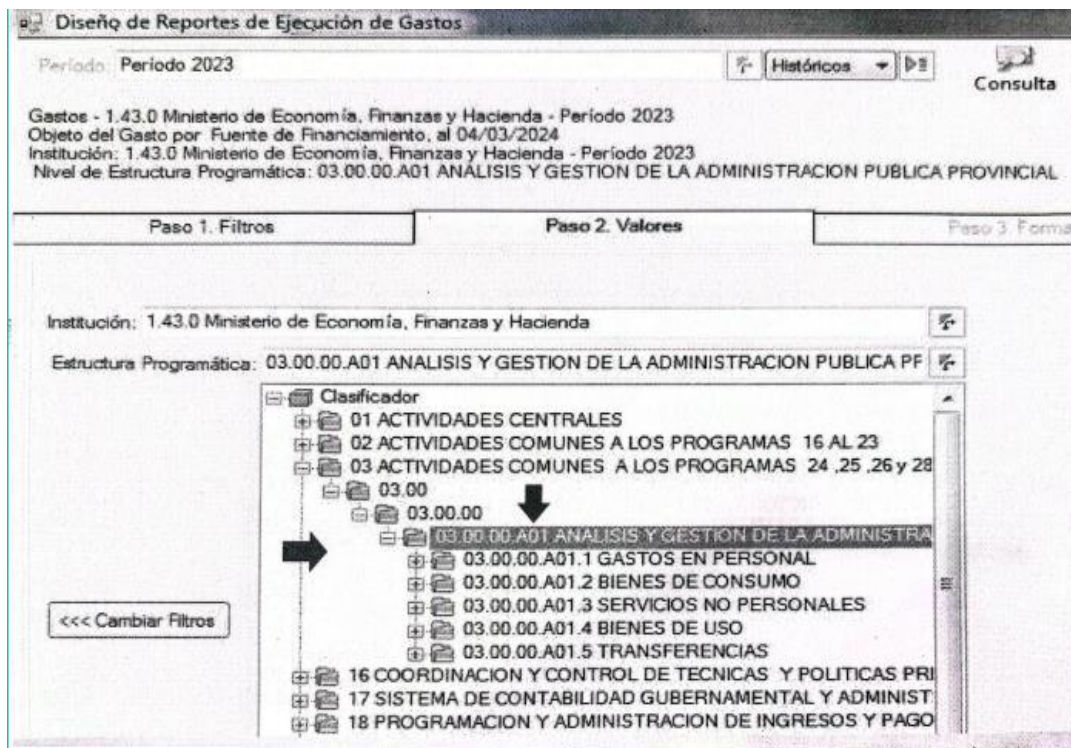 Diseño de Reportes de Ejecución de Gastos
Período: Período 2023
Históricos
Consulta
Gastos - 1.43.0 Ministerio de Economía, Finanzas y Hacienda - Período 2023
Objeto del Gasto por Fuente de Financiamiento, al 04/03/2024
Institución: 1.43.0 Ministerio de Economía, Finanzas y Hacienda - Período 2023
Nivel de Estructura Programática: 03.00.00.A01 ANALISIS Y GESTION DE LA ADMINISTRACION PUBLICA PROVINCIAL
Paso 1. Filtros
Paso 2. Valores
Paso 3. Forma
Institución: 1.43.0 Ministerio de Economía, Finanzas y Hacienda
Estructura Programática: 03.00.00.A01 ANALISIS Y GESTION DE LA ADMINISTRACION PUBLICA PF
Clasificador
01 ACTIVIDADES CENTRALES
02 ACTIVIDADES COMUNES A LOS PROGRAMAS 16 AL 23
03 ACTIVIDADES COMUNES A LOS PROGRAMAS 24 ,25 ,26 y 28
03.00
03.00.00
03.00.00.A01 ANALISIS Y GESTION DE LA ADMINISTRA
03.00.00.A01.1 GASTOS EN PERSONAL
03.00.00.A01.2 BIENES DE CONSUMO
03.00.00.A01.3 SERVICIOS NO PERSONALES
<<< Cambiar Filtros
03.00.00.A01.4 BIENES DE USO
03.00.00.A01.5 TRANSFERENCIAS
16 COORDINACION Y CONTROL DE TECNICAS Y POLITICAS PRI
17 SISTEMA DE CONTABILIDAD GUBERNAMENTAL Y ADMINIST
18 PROGRAMACION Y ADMINISTRACION DE INGRESOS Y PAGO